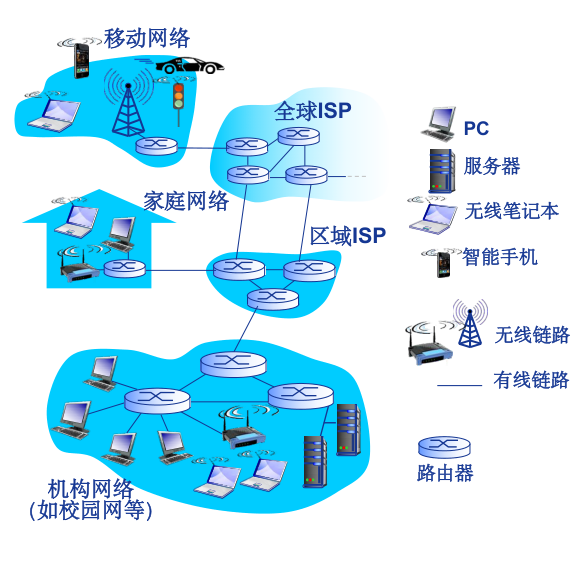 移动网络
全球ISP
家庭网络
区域ISP
机构网络
(如校园网等)
PC
服务器
无线笔记本
智能手机
无线链路
有线链路
路由器